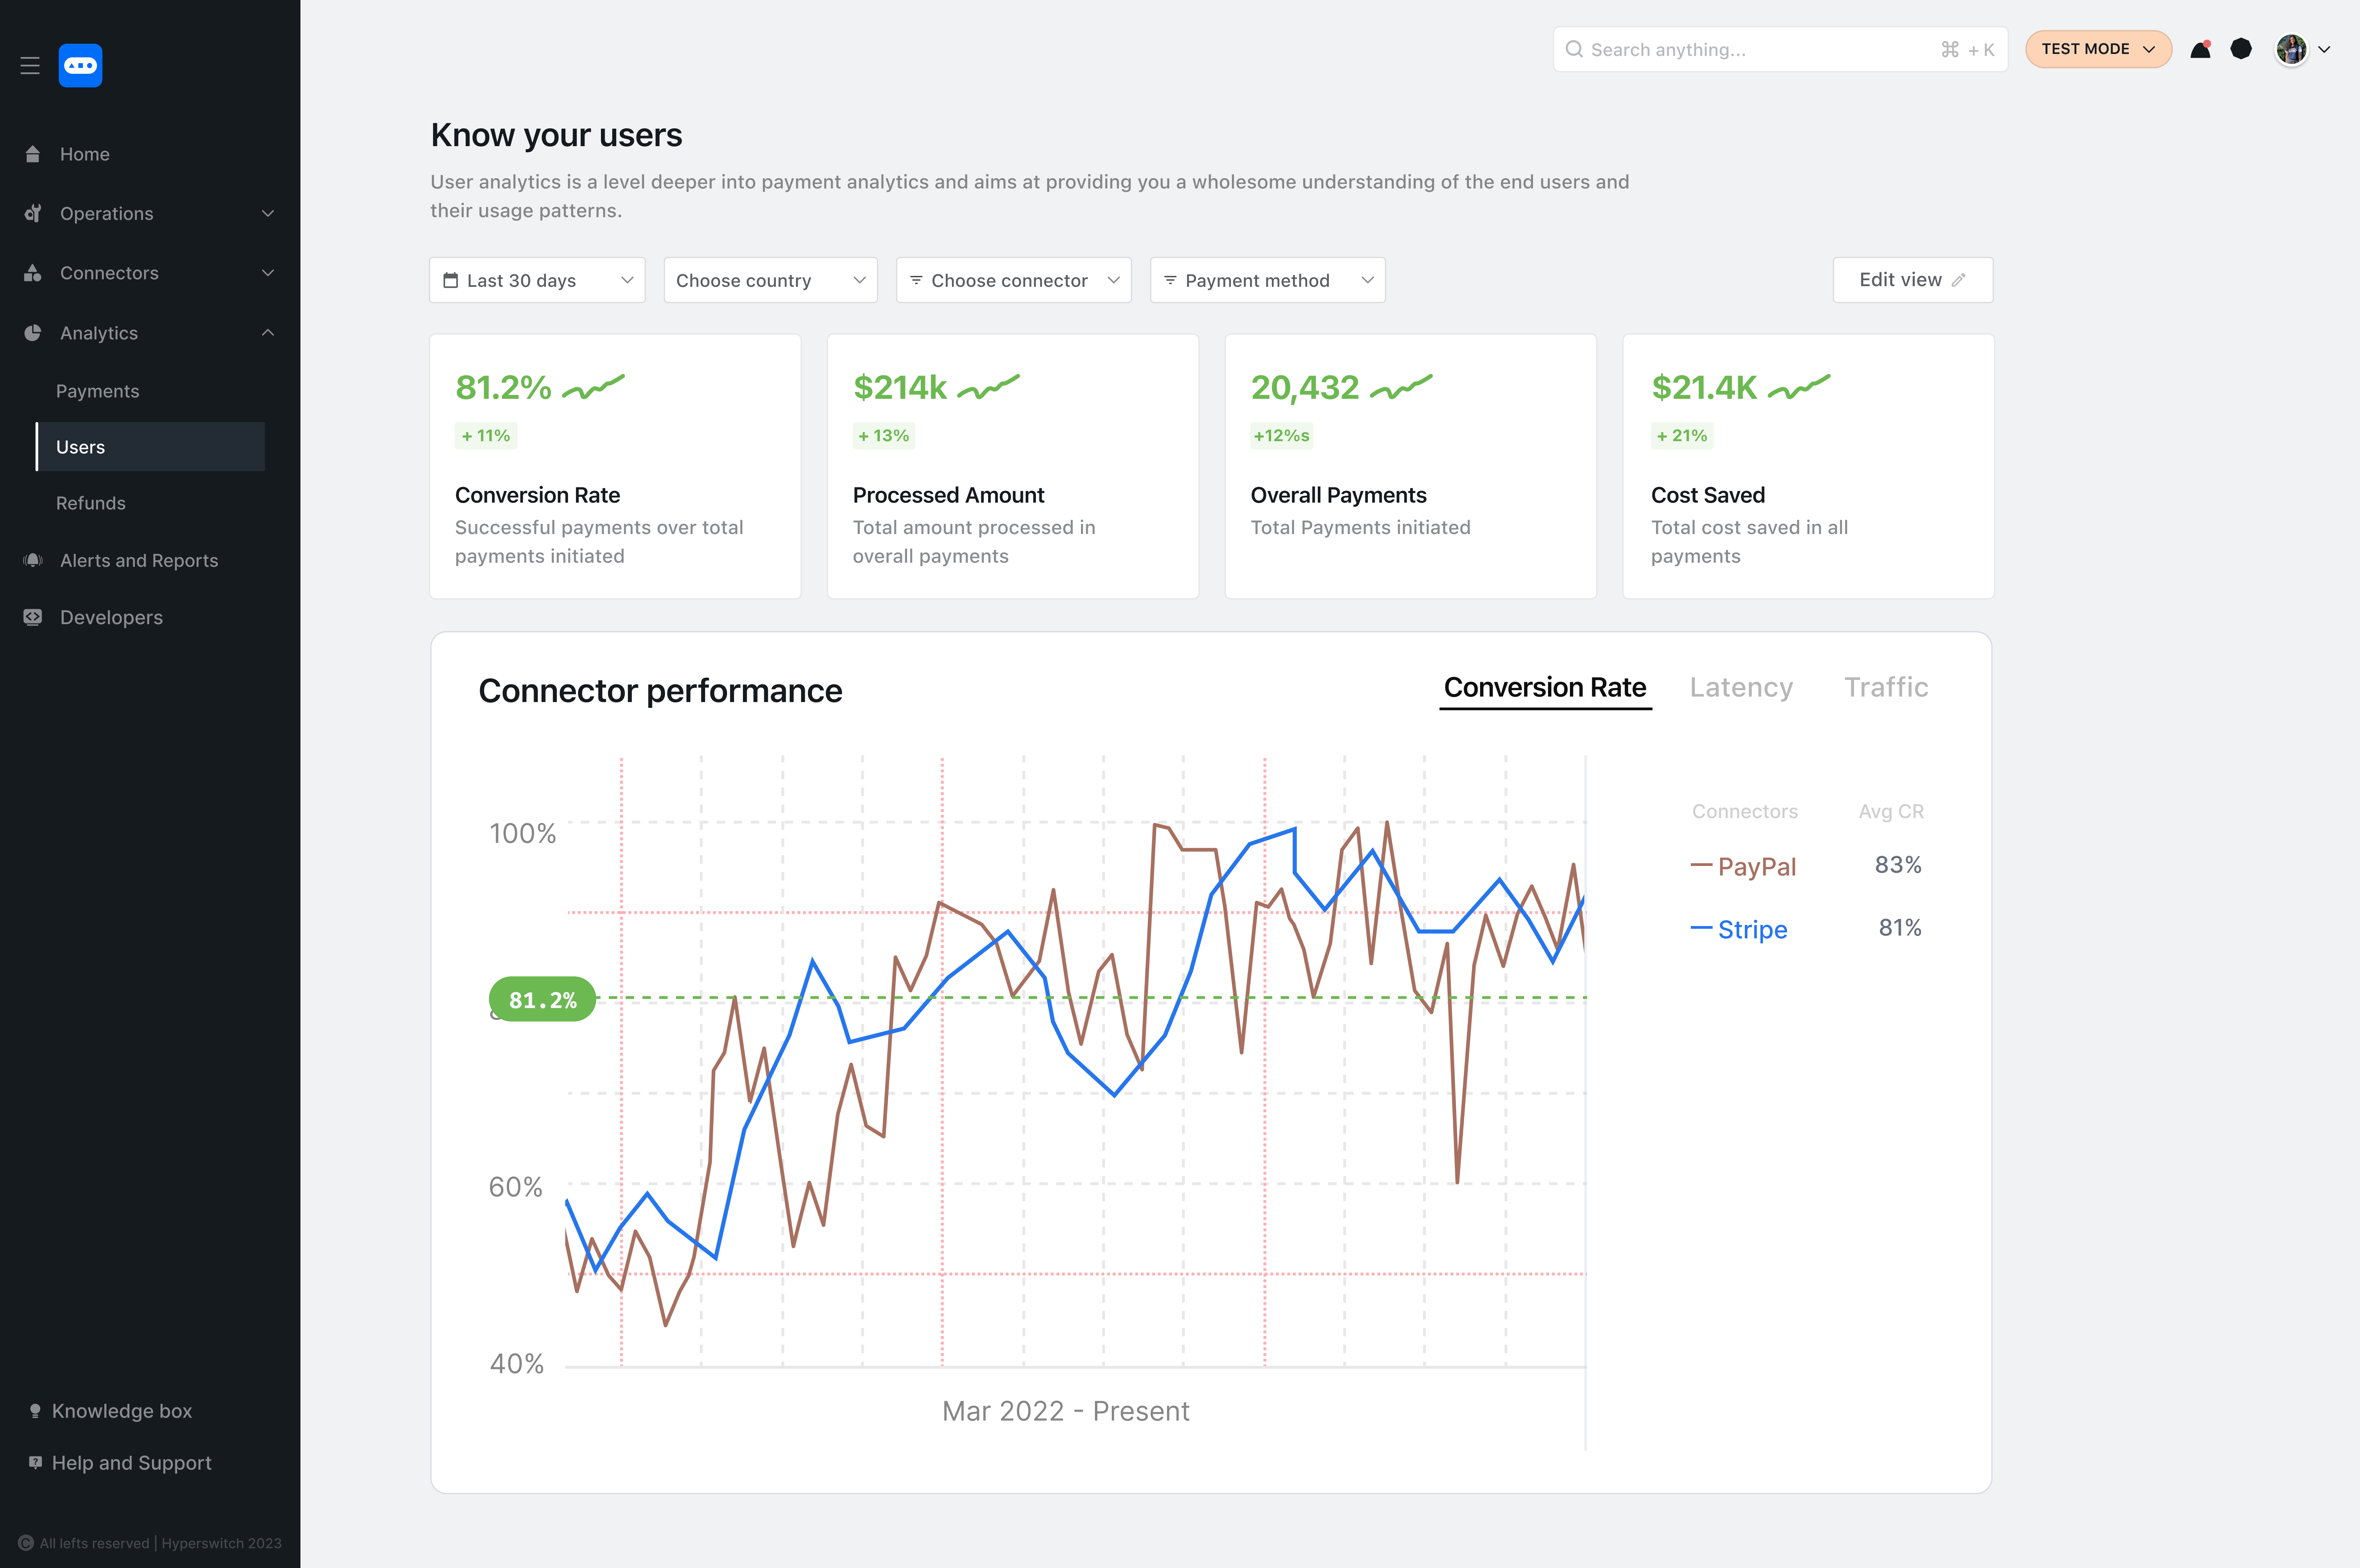 Search anything...
⌘ + K
TEST MODE
Home
Operations
Connectors
Analytics
Payments
Users
Refunds
Alerts and Reports
Developers
Knowledge box
Help and Support
© All lefts reserved | Hyperswitch 2023
Know your users
User analytics is a level deeper into payment analytics and aims at providing you a wholesome understanding of the end users and
their usage patterns.
Last 30 days
Choose country
Choose connector
Payment method
Edit view
81.2%
+ 11%
Conversion Rate
Successful payments over total
payments initiated
$214k
+ 13%
Processed Amount
Total amount processed in
overall payments
20,432
+12%s
Overall Payments
Total Payments initiated
$21.4K
+ 21%
Cost Saved
Total cost saved in all
payments
Connector performance
Conversion Rate
Latency
Traffic
100%
81.2%
60%
40%
Mar 2022 - Present
Connectors
Avg CR
PayPal
83%
Stripe
81%